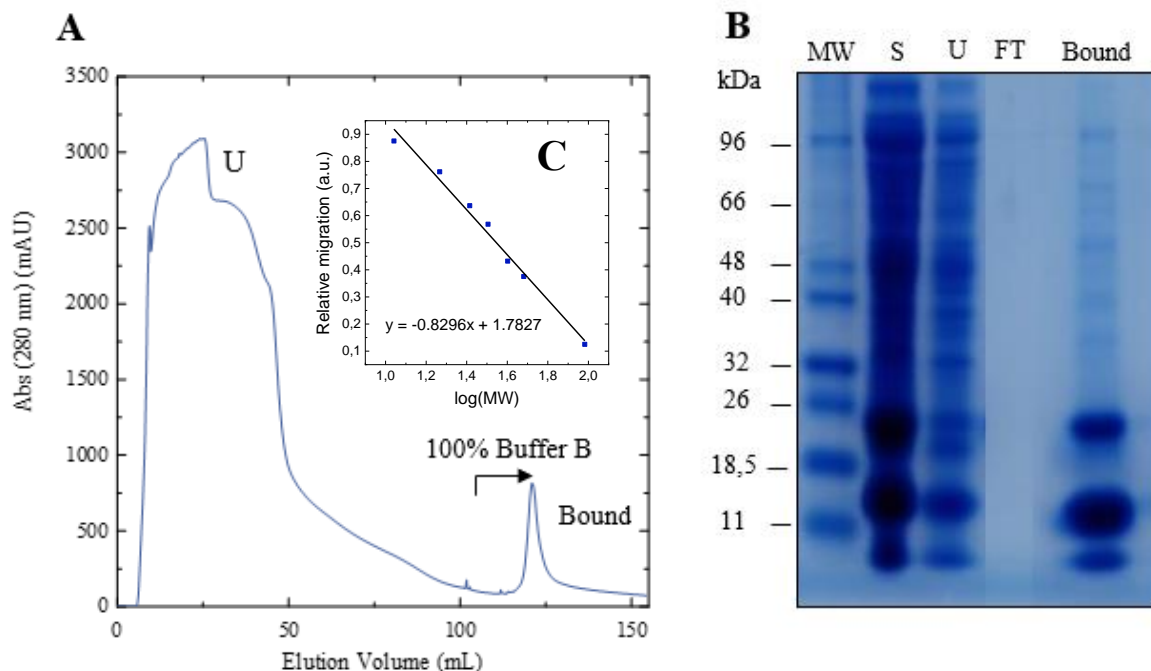 A
3500
3000
2500
2000
1500
1000
500
0
Abs (280 nm) (mAU)
0 50 100 150
Elution Volume (mL)
U
100% Buffer B
Bound
C
0,9
0,8
0,7
0,6
0,5
0,4
0,3
0,2
0,1
Relative migration (a.u.)
y = -0.8296x + 1.7827
1,0 1,2 1,4 1,6 1,8 2,0
log(MW)
B
MW S U FT Bound
kDa
96
66
48
40
32
26
18,5
11